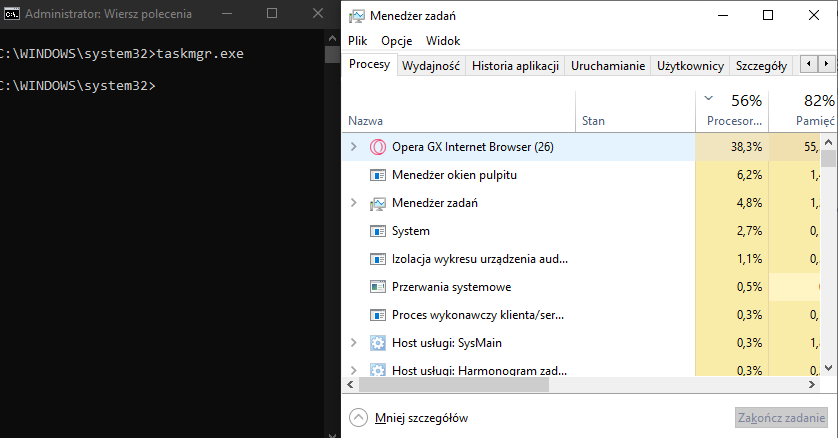 Administrator: Wiersz polecenia
C:\WINDOWS\system32>taskmgr.exe
C:\WINDOWS\system32>
Menedżer zadań
Plik Opcje Widok
Procesy Wydajność Historia aplikacji Uruchamianie Użytkownicy Szczegóły
56% 82%
Nazwa Stan Procesor... Pamięć
Opera GX Internet Browser (26) 38,3% 55,
Menedżer okien pulpitu 6,2% 1,
Menedżer zadań 4,8% 1,
System 2,7% 0,
Izolacja wykresu urządzenia aud... 1,1% 0,
Przerwania systemowe 0,5%
Proces wykonawczy klienta/ser... 0,3% 0,
Host usługi: SysMain 0,3% 1,
Host usługi: Harmonogram zad... 0,3% 0,
Mniej szczegółów
Zakończ zadanie